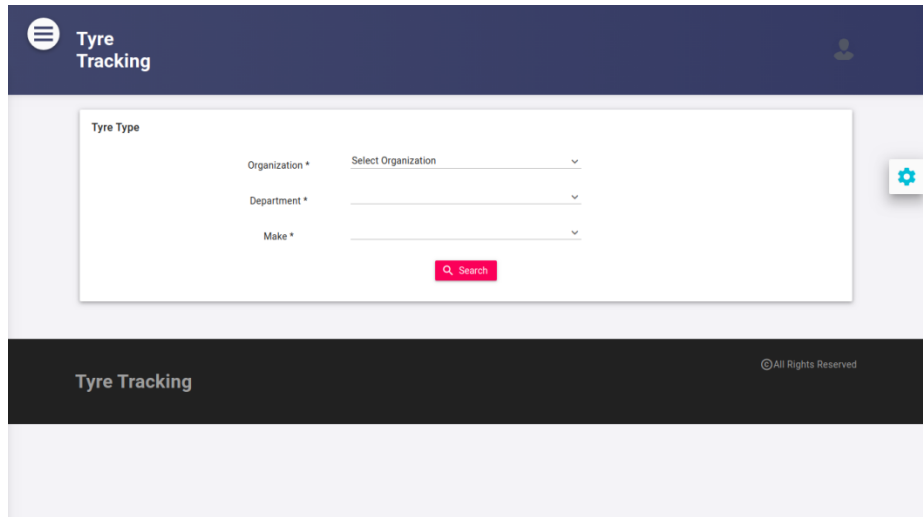 Tyre
Tracking
Tyre Type
Organization * Select Organization
Department *
Make *
Search
©All Rights Reserved
Tyre Tracking